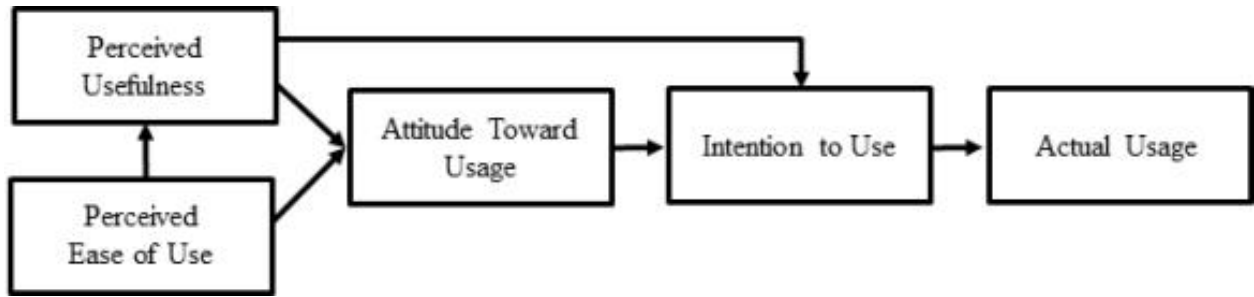 Perceived
Usefulness
Perceived
Ease of Use
Attitude Toward
Usage
Intention to Use
Actual Usage